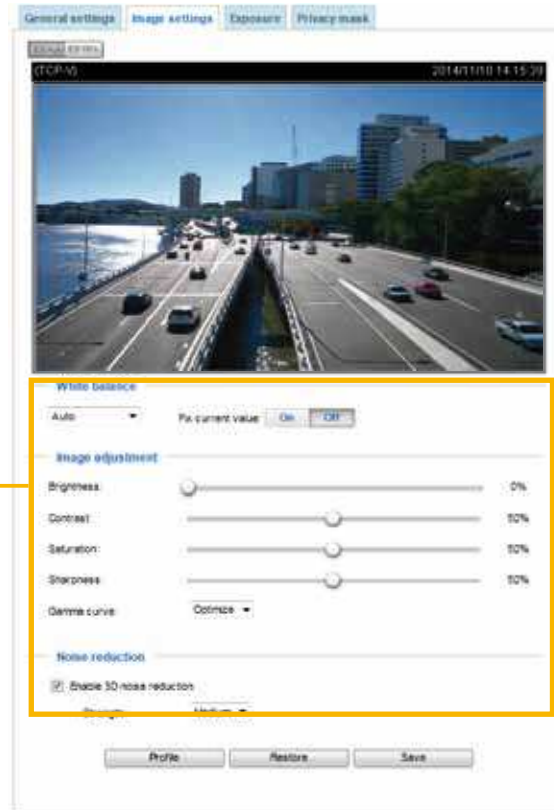 General settings Image settings Exposure Privacy mask
(TCP-V) 2014/11/10 14:15:39
White balance
Auto Fix current value On Off
Image adjustment
Brightness 0%
Contrast 50%
Saturation 50%
Sharpness 50%
Gamma curve Optimize
Noise reduction
Enable 3D noise reduction
Strength Medium
Profile Restore Save